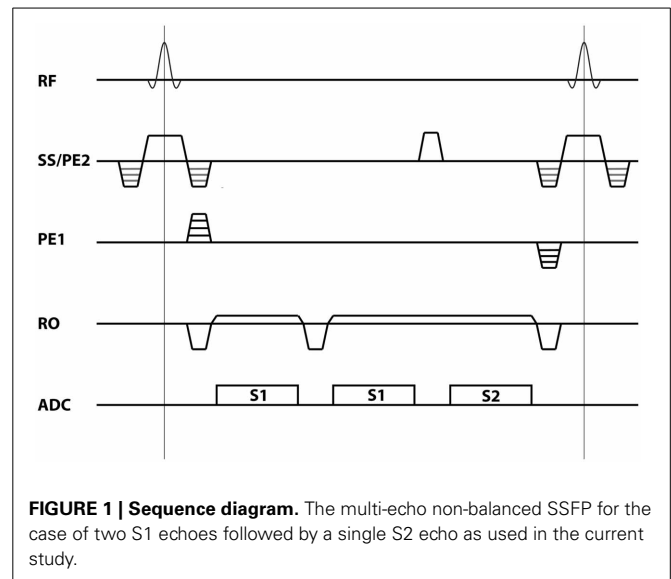 RF
SS/PE2
PE1
RO
ADC
S1 S1 S2
FIGURE 1 | Sequence diagram. The multi-echo non-balanced SSFP for the
case of two S1 echoes followed by a single S2 echo as used in the current
study.